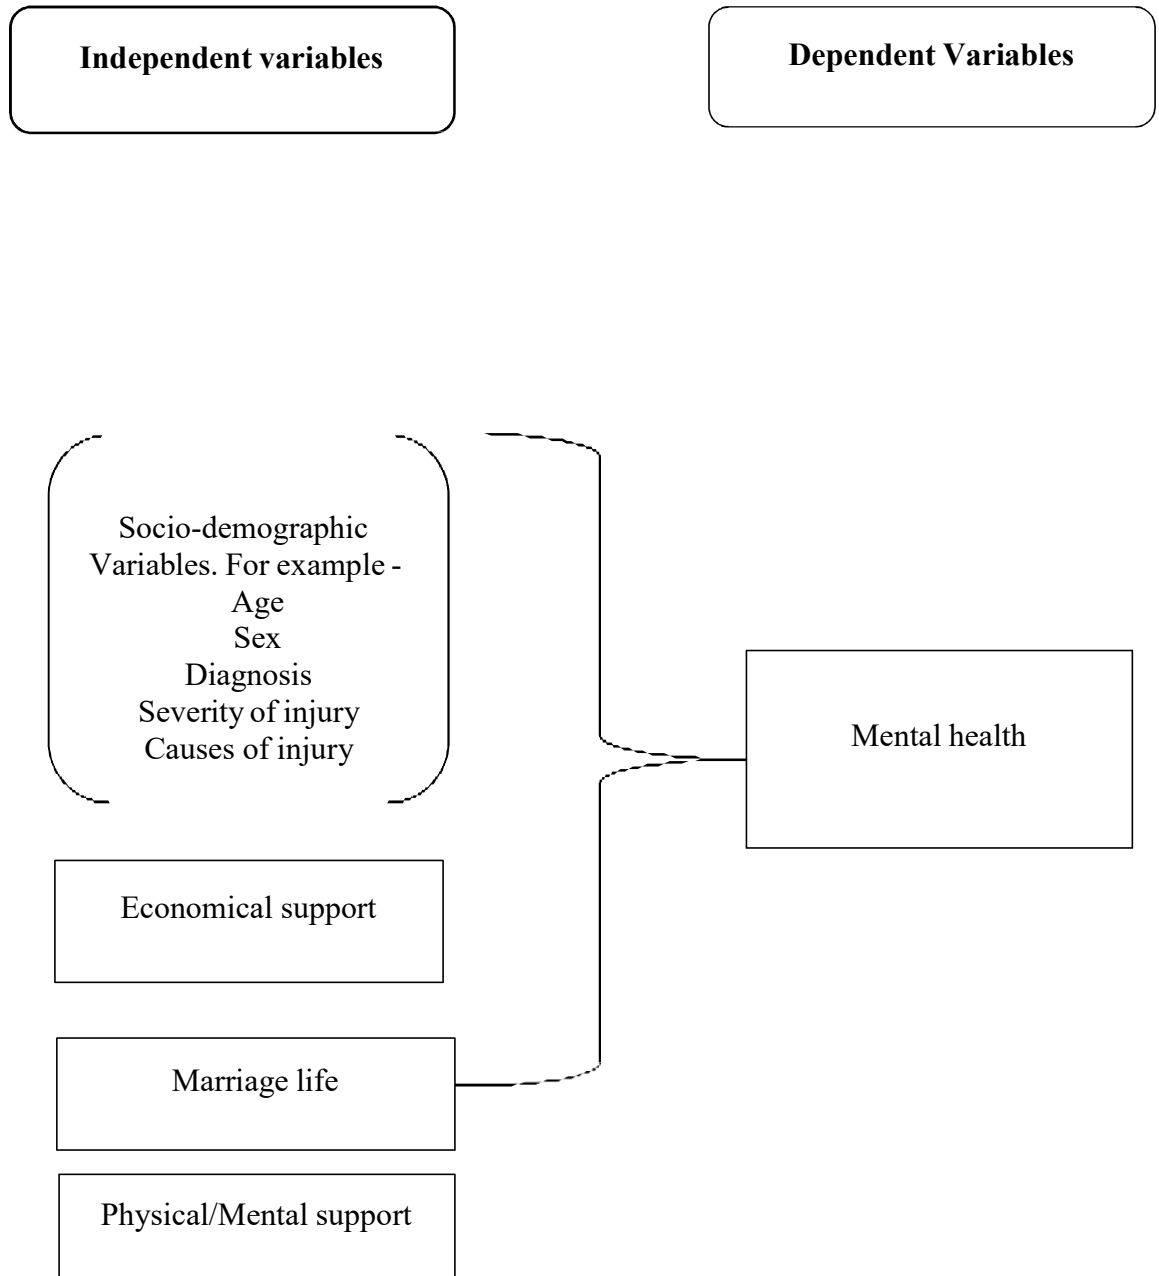 Independent variables
Dependent Variables
Socio-demographic
Variables. For example -
Age
Sex
Diagnosis
Severity of injury
Causes of injury
Mental health
Economical support
Marriage life
Physical/Mental support